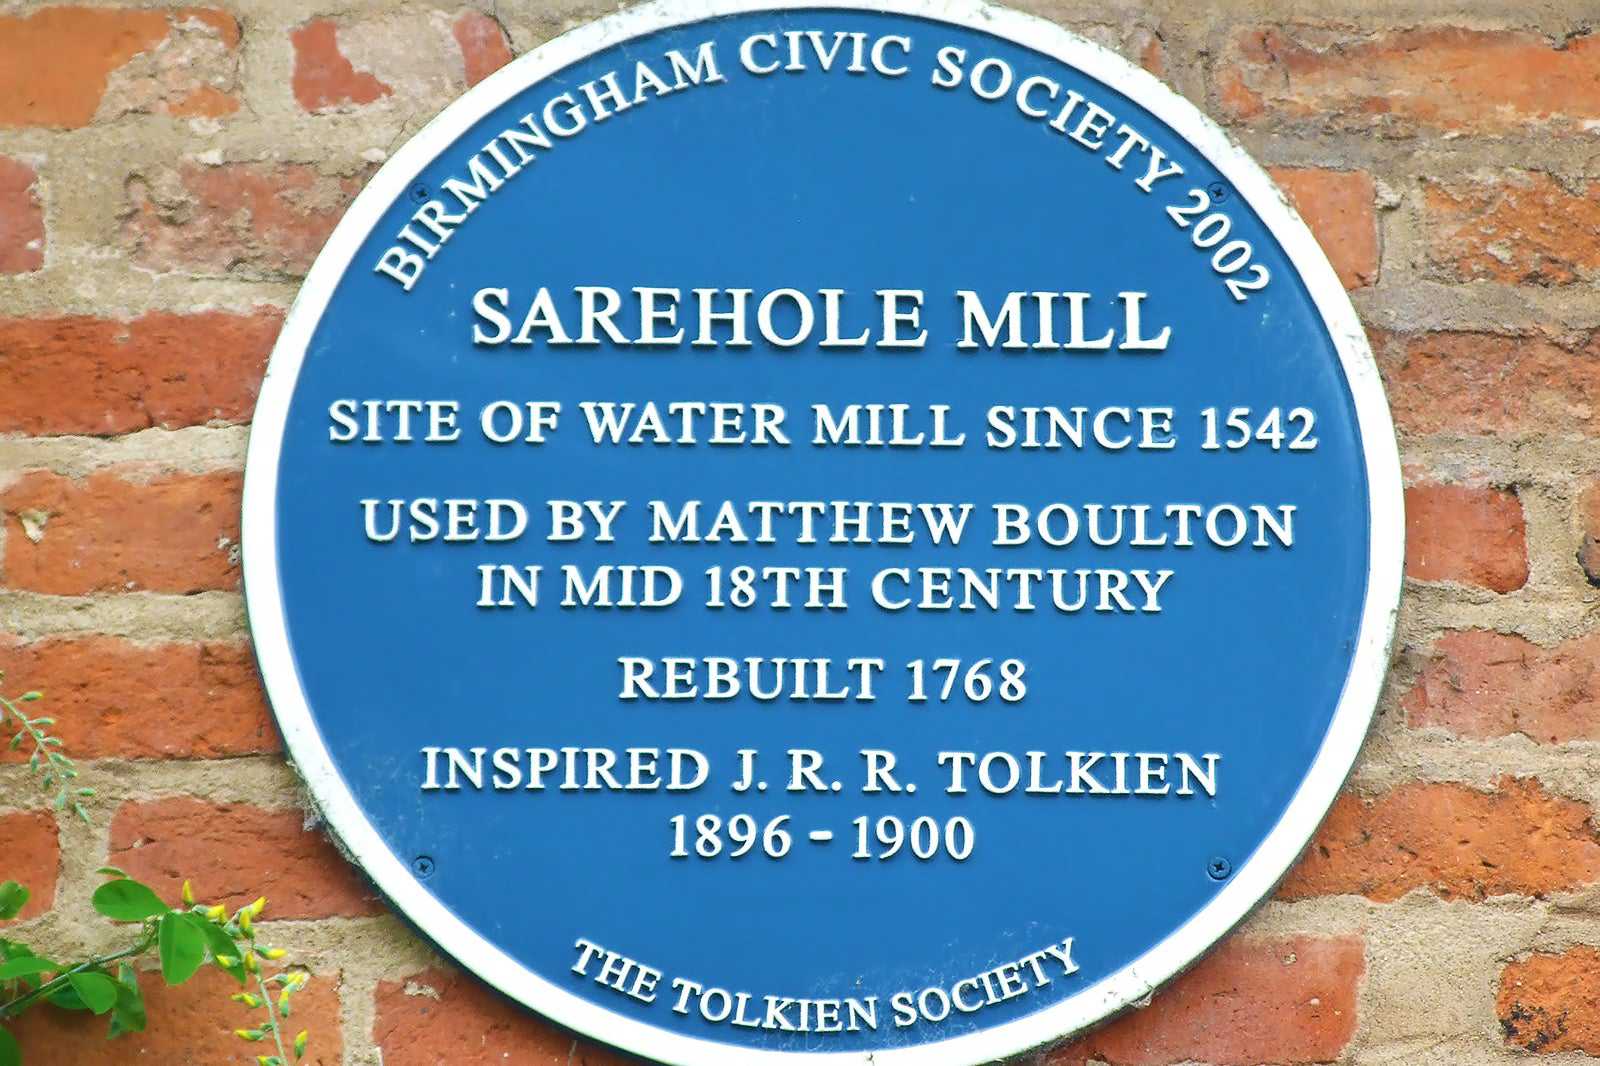 BIRMINGHAM CIVIC SOCIETY 2002
SAREHOLE MILL
SITE OF WATER MILL SINCE 1542
USED BY MATTHEW BOULTON
IN MID 18TH CENTURY
REBUILT 1768
INSPIRED J. R. R. TOLKIEN
1896 - 1900
THE TOLKIEN SOCIETY